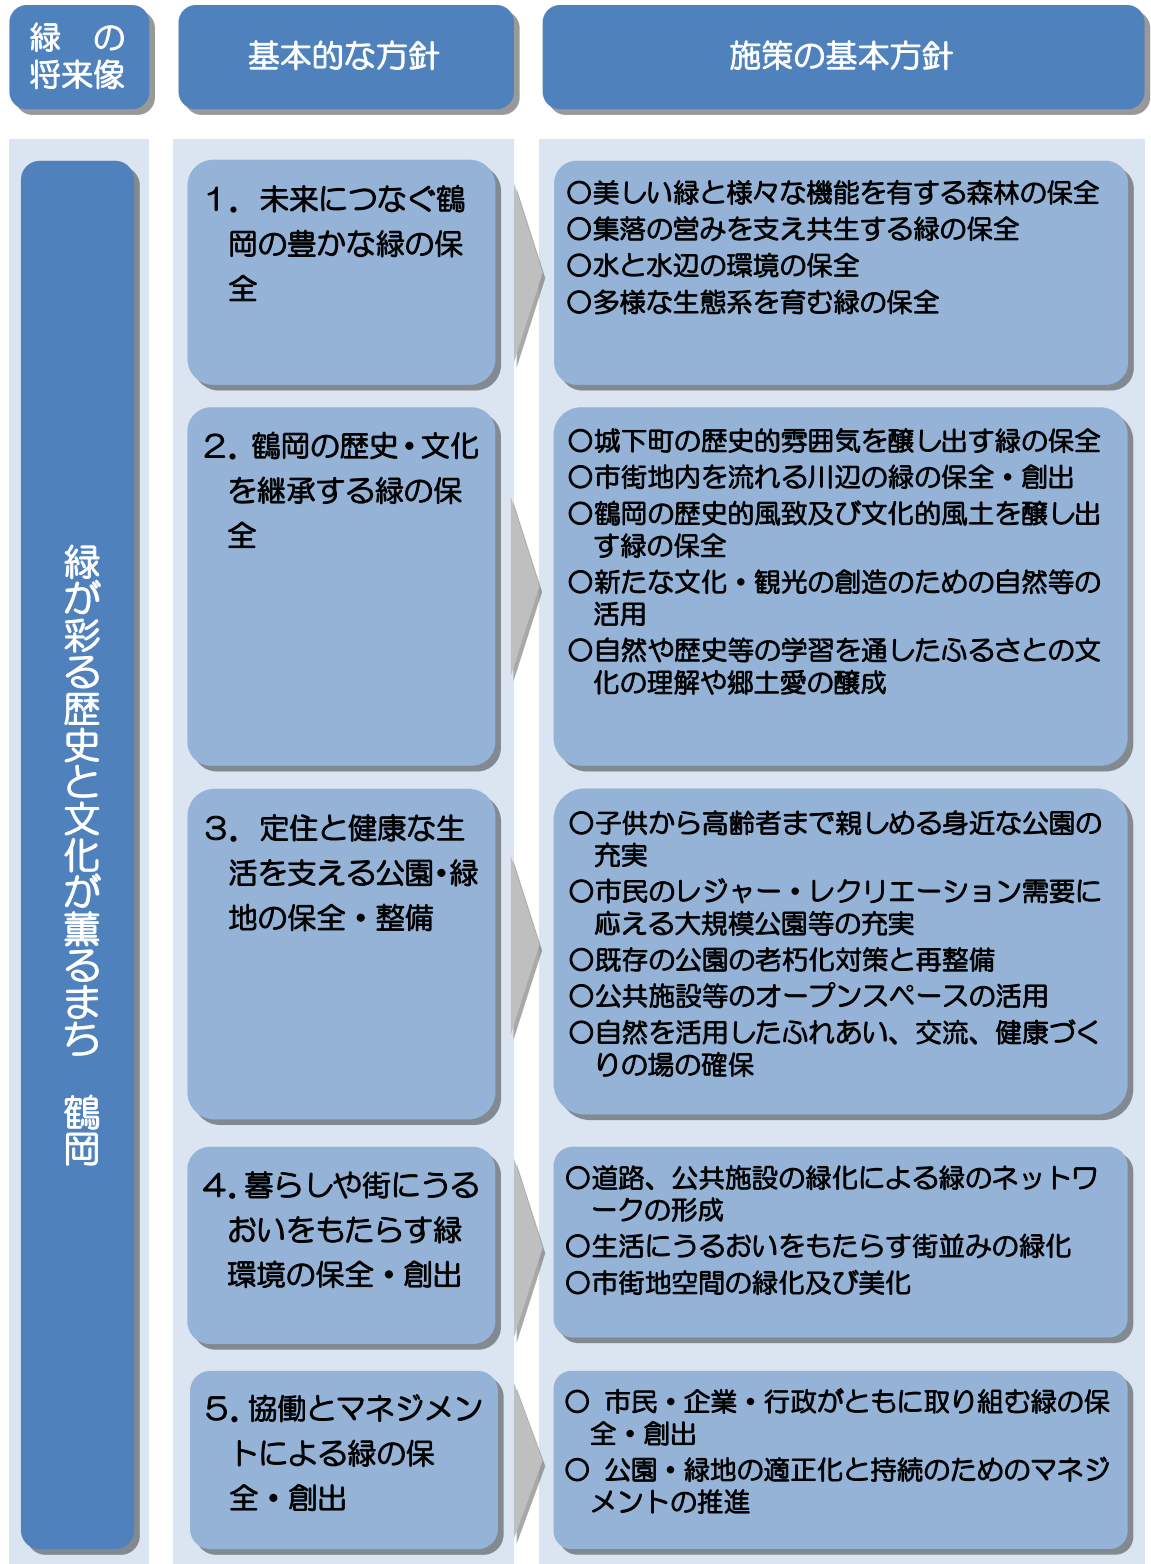 緑　の
将来像
基本的な方針
施策の基本方針
緑が彩る歴史と文化が薫るまち　鶴岡
１．未来につなぐ鶴
岡の豊かな緑の保
全
○美しい緑と様々な機能を有する森林の保全
○集落の営みを支え共生する緑の保全
○水と水辺の環境の保全
○多様な生態系を育む緑の保全
２．鶴岡の歴史・文化
を継承する緑の保
全
○城下町の歴史的雰囲気を醸し出す緑の保全
○市街地内を流れる川辺の緑の保全・創出
○鶴岡の歴史的風致及び文化的風土を醸し出
す緑の保全
○新たな文化・観光の創造のための自然等の
活用
○自然や歴史等の学習を通したふるさとの文
化の理解や郷土愛の醸成
３．定住と健康な生
活を支える公園・緑
地の保全・整備
○子供から高齢者まで親しめる身近な公園の
充実
○市民のレジャー・レクリエーション需要に
応える大規模公園等の充実
○既存の公園の老朽化対策と再整備
○公共施設等のオープンスペースの活用
○自然を活用したふれあい、交流、健康づく
りの場の確保
４．暮らしや街にうる
おいをもたらす緑
環境の保全・創出
○道路、公共施設の緑化による緑のネットワ
ークの形成
○生活にうるおいをもたらす街並みの緑化
○市街地空間の緑化及び美化
５．協働とマネジメン
トによる緑の保
全・創出
○ 市民・企業・行政がともに取り組む緑の保
全・創出
○ 公園・緑地の適正化と持続のためのマネジ
メントの推進